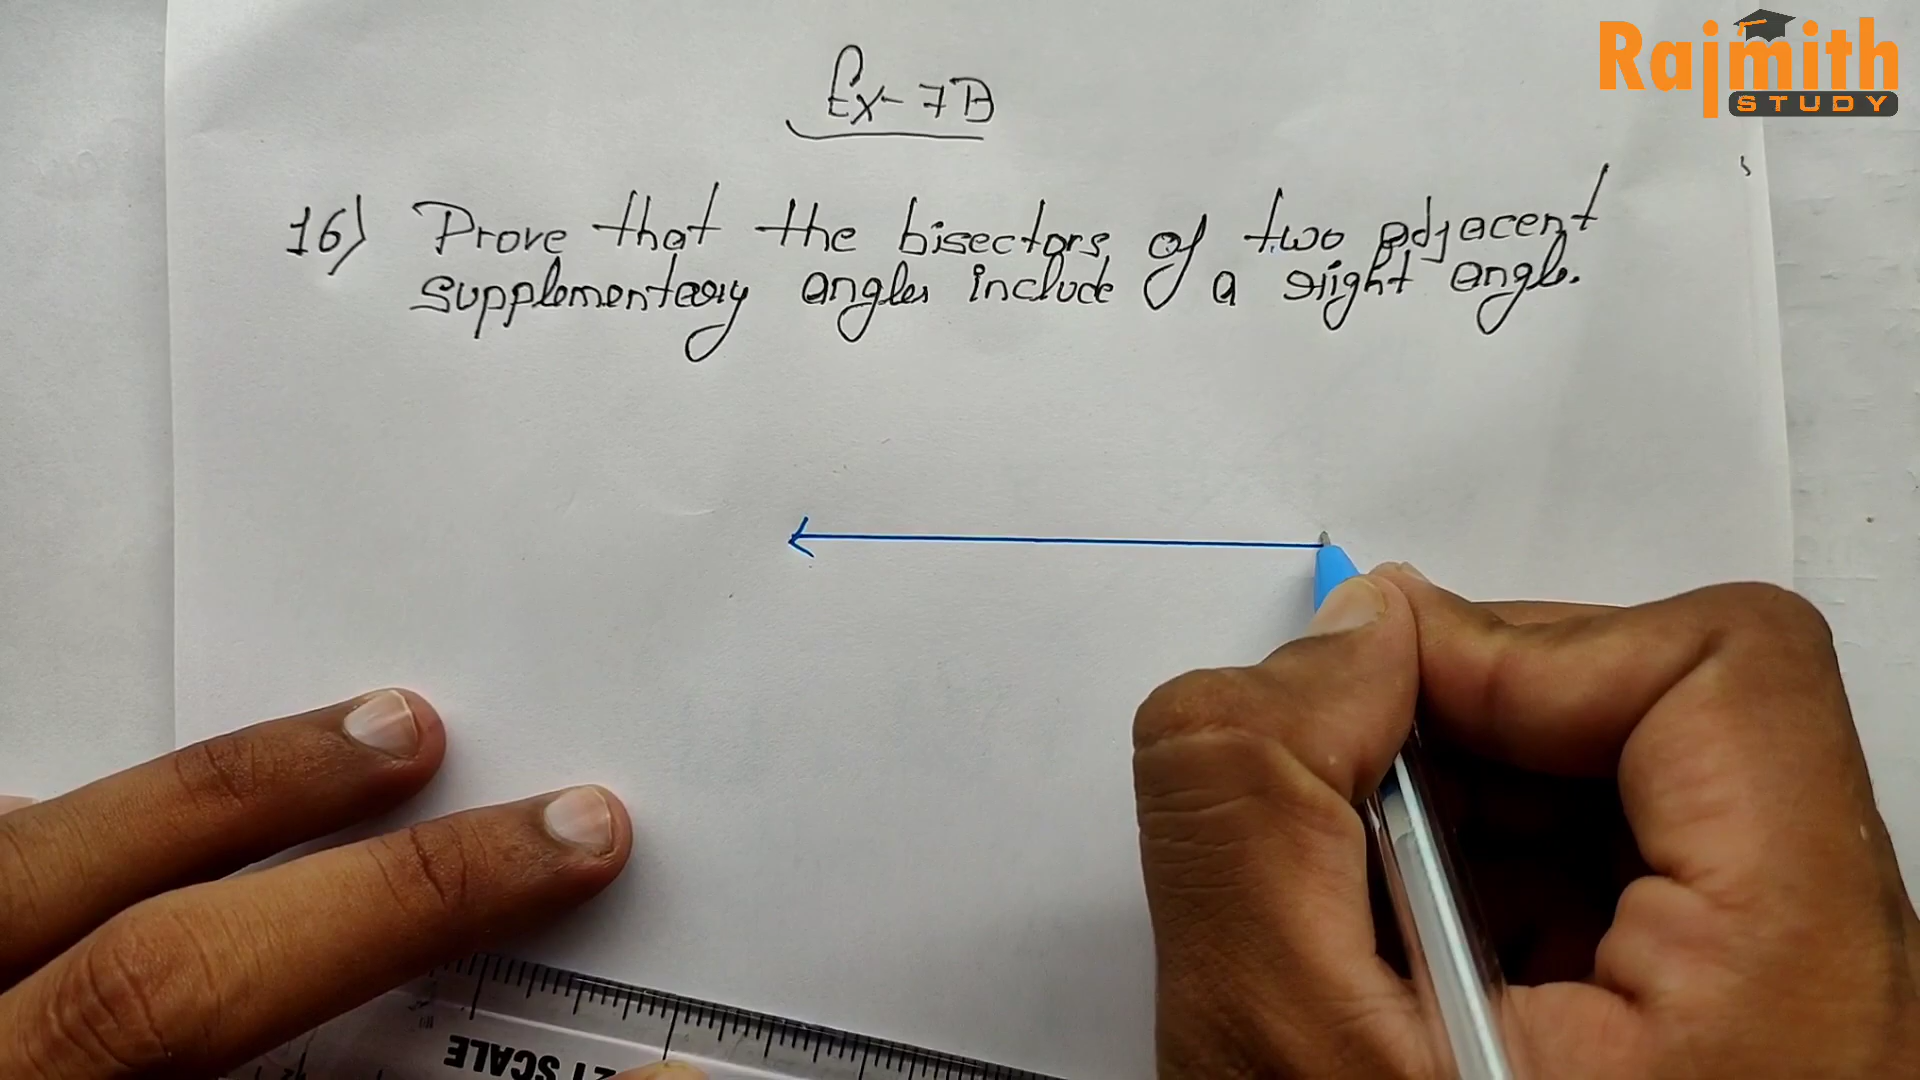 Rajmith
STUDY
Ex-7B
16) Prove that the bisectors of two adjacent
supplementary angles include a right angle.
SCALE